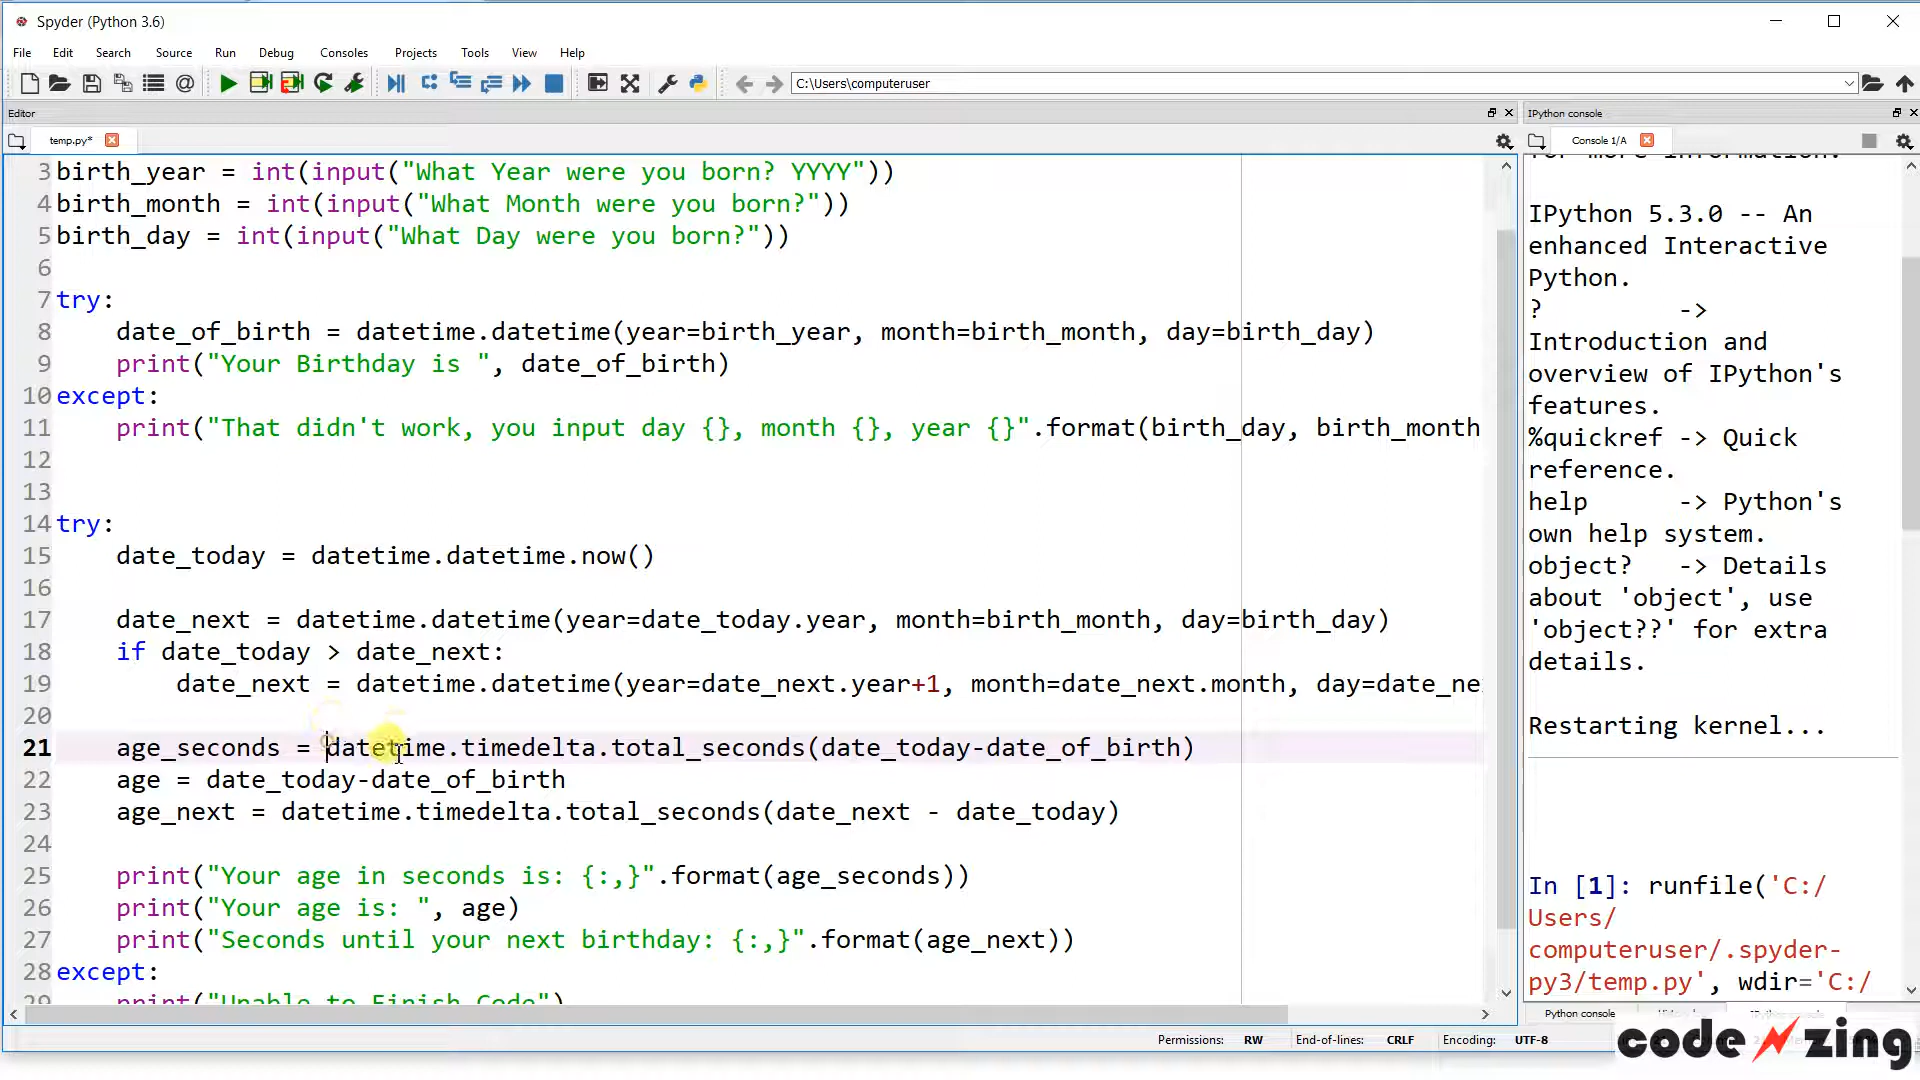 Spyder (Python 3.6)
File Edit Search Source Run Debug Consoles Projects Tools View Help
C:\Users\computeruser
Editor
IPython console
temp.py*
Console 1/A
3 birth_year = int(input("What Year were you born? YYYY"))
4 birth_month = int(input("What Month were you born?"))
5 birth_day = int(input("What Day were you born?"))
6
7 try:
8 date_of_birth = datetime.datetime(year=birth_year, month=birth_month, day=birth_day)
9 print("Your Birthday is ", date_of_birth)
10 except:
11 print("That didn't work, you input day {}, month {}, year {}".format(birth_day, birth_month
12
13
14 try:
15 date_today = datetime.datetime.now()
16
17 date_next = datetime.datetime(year=date_today.year, month=birth_month, day=birth_day)
18 if date_today > date_next:
19 date_next = datetime.datetime(year=date_next.year+1, month=date_next.month, day=date_ne
20
21 age_seconds = datetime.timedelta.total_seconds(date_today-date_of_birth)
22 age = date_today-date_of_birth
23 age_next = datetime.timedelta.total_seconds(date_next - date_today)
24
25 print("Your age in seconds is: {:,}".format(age_seconds))
26 print("Your age is: ", age)
27 print("Seconds until your next birthday: {:,}".format(age_next))
28 except:
29 print("Unable to Finish Code")
for more information.
IPython 5.3.0 -- An
enhanced Interactive
Python.
? ->
Introduction and
overview of IPython's
features.
%quickref -> Quick
reference.
help -> Python's
own help system.
object? -> Details
about 'object', use
'object??' for extra
details.
Restarting kernel...
In [1]: runfile('C:/
Users/
computeruser/.spyder-
py3/temp.py', wdir='C:/
Python console
Permissions: RW End-of-lines: CRLF Encoding: UTF-8
code zing